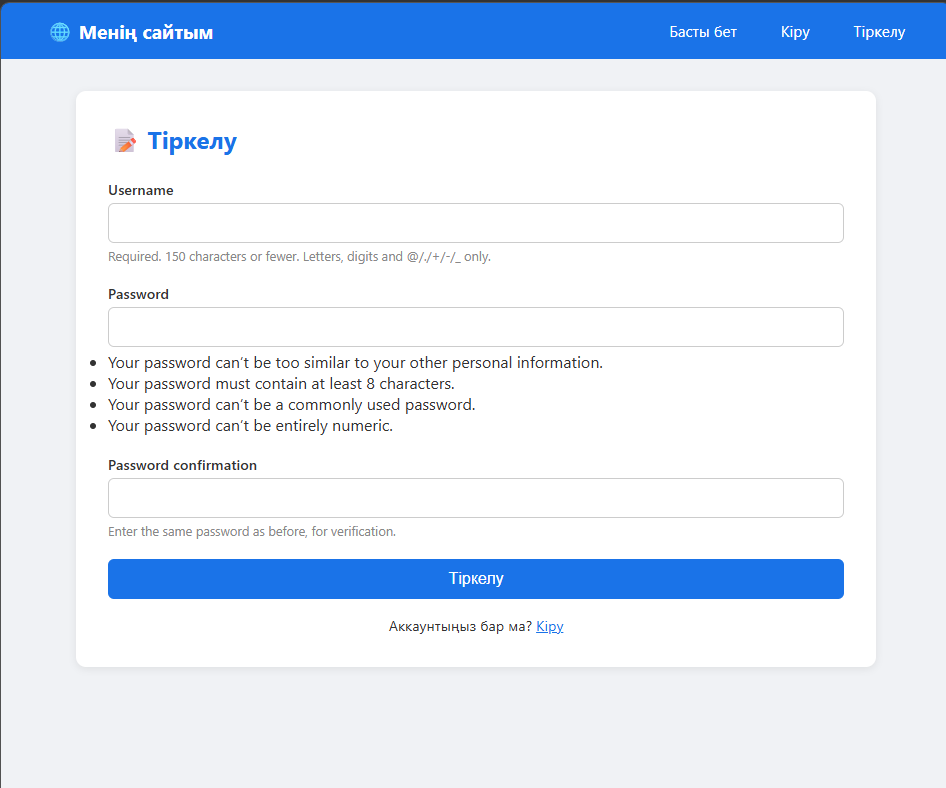 Менің сайтым
Басты бет Кіру Тіркелу
Тіркелу
Username
Required. 150 characters or fewer. Letters, digits and @/./+/-/_ only.
Password
Your password can’t be too similar to your other personal information.
Your password must contain at least 8 characters.
Your password can’t be a commonly used password.
Your password can’t be entirely numeric.
Password confirmation
Enter the same password as before, for verification.
Тіркелу
Аккаунтыңыз бар ма? Кіру